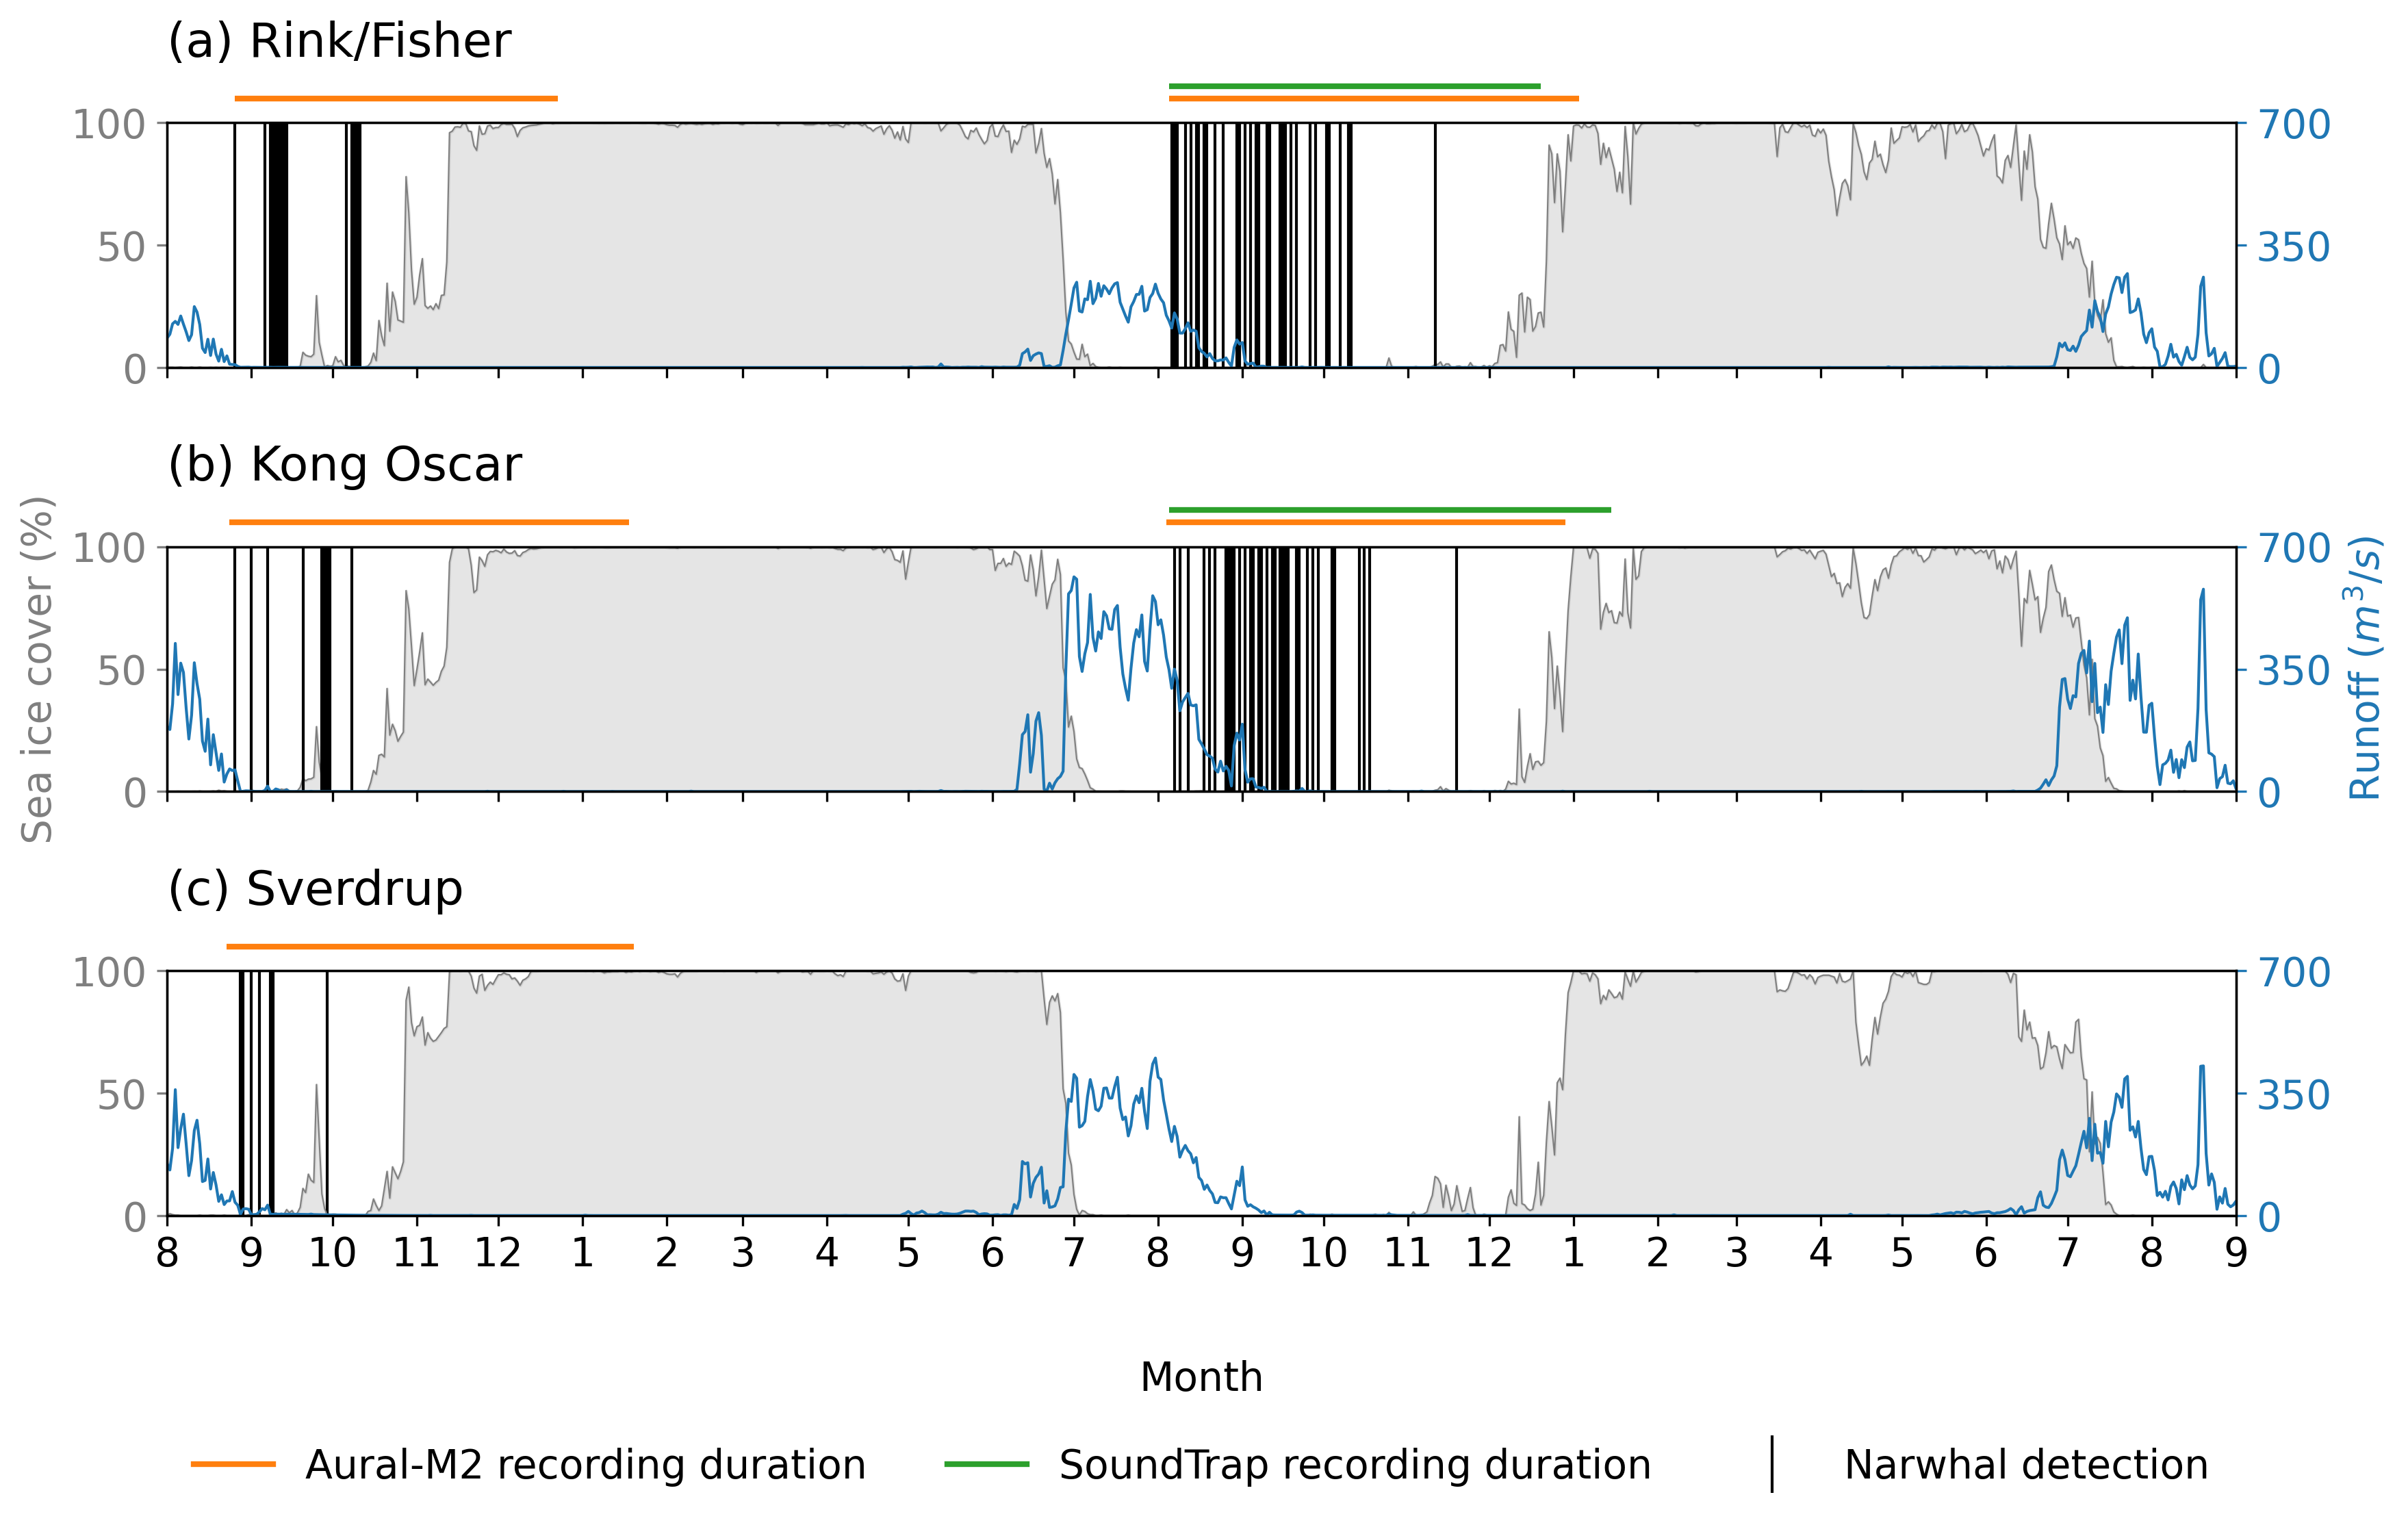 (a) Rink/Fisher
100
50
0
700
350
0
(b) Kong Oscar
100
50
0
700
350
0
Sea ice cover (%)
Runoff (m³/s)
(c) Sverdrup
100
50
0
700
350
0
8 9 10 11 12 1 2 3 4 5 6 7 8 9 10 11 12 1 2 3 4 5 6 7 8 9
Month
Aural-M2 recording duration SoundTrap recording duration Narwhal detection